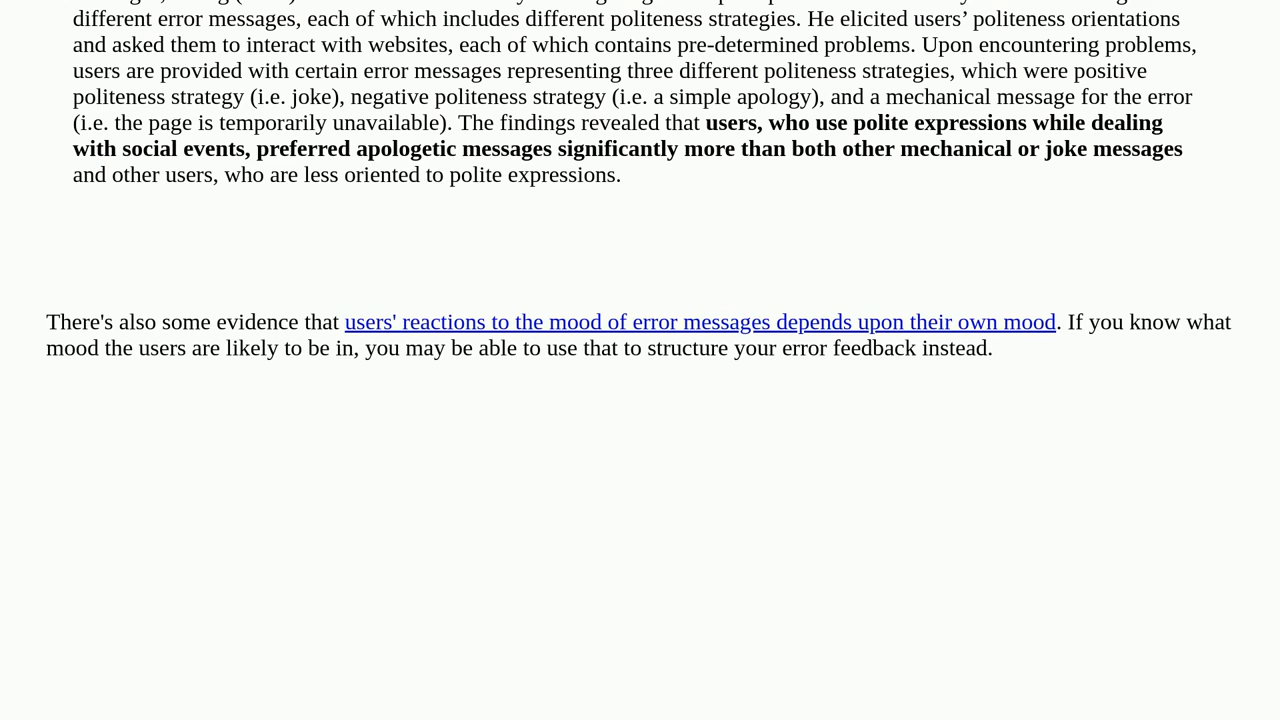 different error messages, each of which includes different politeness strategies. He elicited users’ politeness orientations
and asked them to interact with websites, each of which contains pre-determined problems. Upon encountering problems,
users are provided with certain error messages representing three different politeness strategies, which were positive
politeness strategy (i.e. joke), negative politeness strategy (i.e. a simple apology), and a mechanical message for the error
(i.e. the page is temporarily unavailable). The findings revealed that users, who use polite expressions while dealing
with social events, preferred apologetic messages significantly more than both other mechanical or joke messages
and other users, who are less oriented to polite expressions.
There's also some evidence that users' reactions to the mood of error messages depends upon their own mood. If you know what
mood the users are likely to be in, you may be able to use that to structure your error feedback instead.